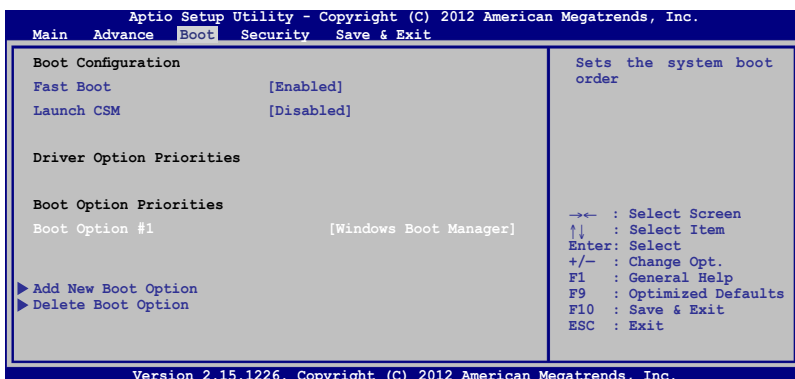 Aptio Setup Utility - Copyright (C) 2012 American Megatrends, Inc.
Main Advance Boot Security Save & Exit
Boot Configuration
Fast Boot [Enabled]
Launch CSM [Disabled]
Driver Option Priorities
Boot Option Priorities
Boot Option #1 [Windows Boot Manager]
Add New Boot Option
Delete Boot Option
Sets the system boot
order
→← : Select Screen
↑↓ : Select Item
Enter: Select
+/— : Change Opt.
F1 : General Help
F9 : Optimized Defaults
F10 : Save & Exit
ESC : Exit
Version 2.15.1226. Copyright (C) 2012 American Megatrends, Inc.